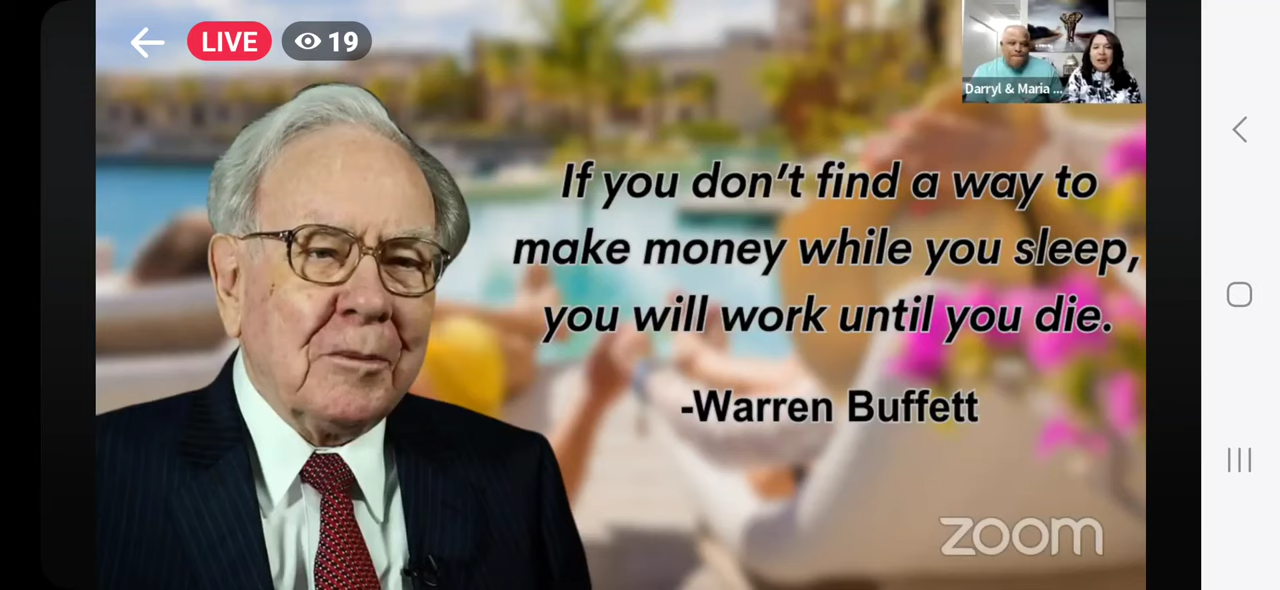 LIVE
19
Darryl & Maria ...
If you don't find a way to
make money while you sleep,
you will work until you die.
-Warren Buffett
zoom